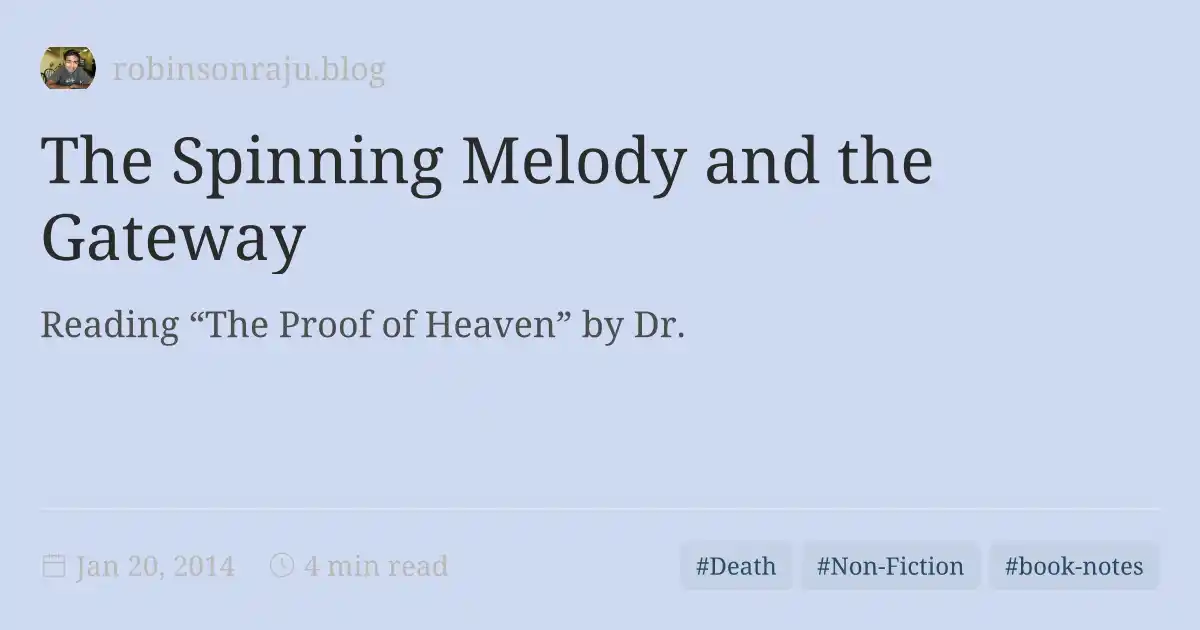 robinsonraju.blog
The Spinning Melody and the
Gateway
Reading “The Proof of Heaven” by Dr.
Jan 20, 2014 4 min read #Death #Non-Fiction #book-notes